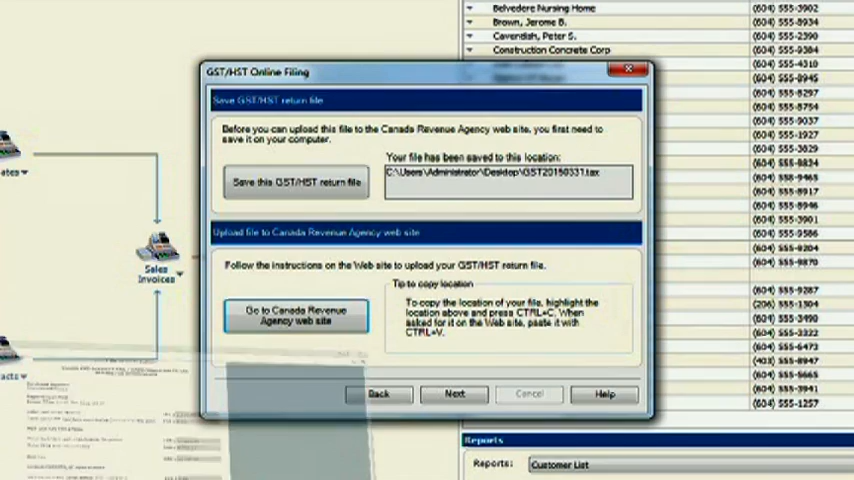 Belvedere Nursing Home (604) 555-3902
Brown, Jerome B. (604) 555-8934
Cavendish, Peter S. (604) 555-2390
Construction Concrete Corp (604) 555-9384
(604) 555-4310
(604) 555-8945
(604) 555-8297
(604) 555-8754
(604) 555-9037
(604) 555-1927
(604) 555-3829
(604) 555-9824
(604) 558-9465
(604) 555-8917
(604) 555-8946
(604) 555-3901
(604) 555-9586
(604) 555-8204
(604) 555-9870
(604) 555-9287
(206) 555-1304
(604) 555-3490
(604) 555-3322
(604) 555-6473
(403) 555-8947
(604) 555-5665
(604) 555-3941
(604) 555-1257
GST/HST Online Filing
Save GST/HST return file
Before you can upload this file to the Canada Revenue Agency web site, you first need to
save it on your computer.
Your file has been saved to this location:
Save this GST/HST return file
C:\Users\Administrator\Desktop\GST20150331.tax
Upload file to Canada Revenue Agency web site
Follow the instructions on the Web site to upload your GST/HST return file.
Tip to copy location
Go to Canada Revenue
Agency web site
To copy the location of your file, highlight the
location above and press CTRL+C. When
asked for it on the Web site, paste it with
CTRL+V.
Back Next Cancel Help
Sales
Invoices
Reports
Reports: Customer List